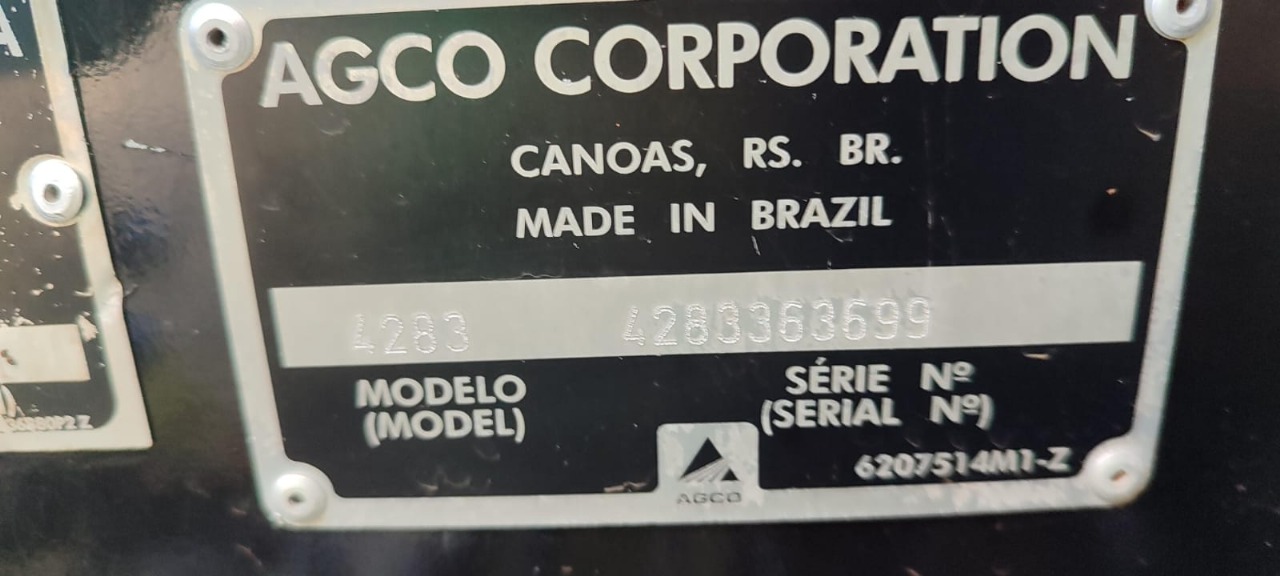 A
AGCO CORPORATION
CANOAS, RS. BR.
MADE IN BRAZIL
4283 4283363699
MODELO SÉRIE Nº
(MODEL) (SERIAL Nº)
AGCO
6207514M1-Z